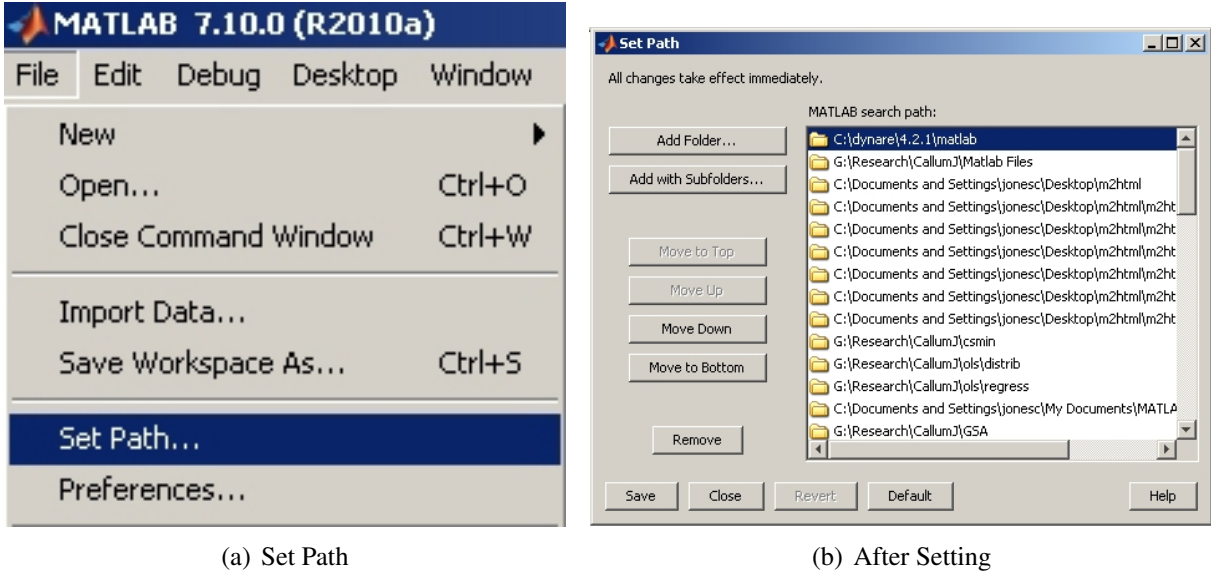 MATLAB 7.10.0 (R2010a)
File Edit Debug Desktop Window
New
Open... Ctrl+O
Close Command Window Ctrl+W
Import Data...
Save Workspace As... Ctrl+S
Set Path...
Preferences...
(a) Set Path
Set Path
All changes take effect immediately.
MATLAB search path:
Add Folder...
Add with Subfolders...
Move to Top
Move Up
Move Down
Move to Bottom
Remove
C:\dynare\4.2.1\matlab
G:\Research\CallumJ\Matlab Files
C:\Documents and Settings\jonesc\Desktop\m2html
C:\Documents and Settings\jonesc\Desktop\m2html\m2ht
C:\Documents and Settings\jonesc\Desktop\m2html\m2ht
C:\Documents and Settings\jonesc\Desktop\m2html\m2ht
C:\Documents and Settings\jonesc\Desktop\m2html\m2ht
C:\Documents and Settings\jonesc\Desktop\m2html\m2ht
C:\Documents and Settings\jonesc\Desktop\m2html\m2ht
G:\Research\CallumJ\csmin
G:\Research\CallumJ\ols\distrib
G:\Research\CallumJ\ols\regress
C:\Documents and Settings\jonesc\My Documents\MATLA
G:\Research\CallumJ\GSA
Save Close Revert Default Help
(b) After Setting